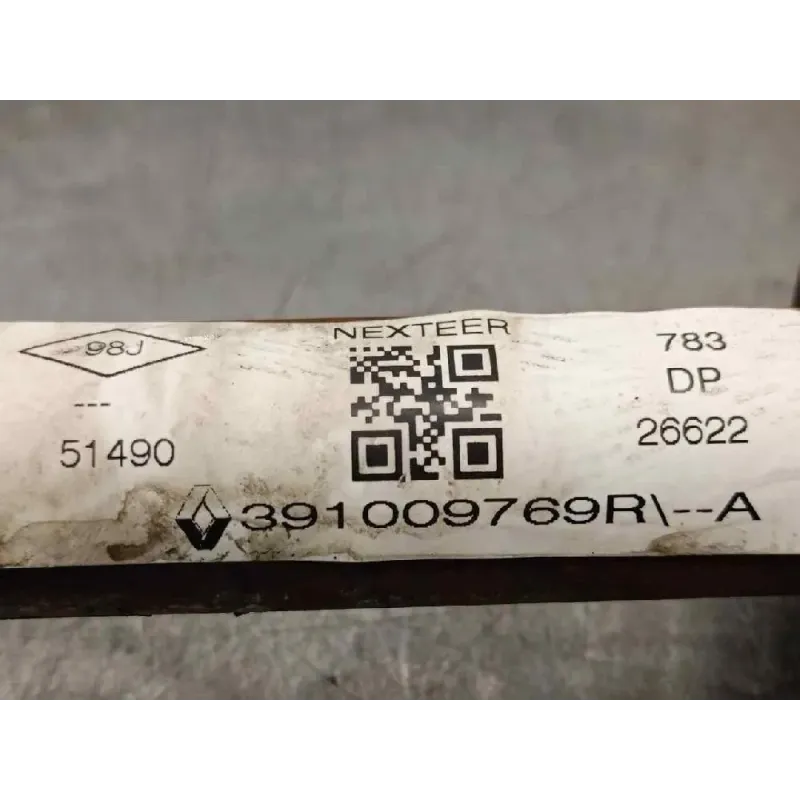 98J
---
51490
NEXTEER
783
DP
26622
391009769R\--A